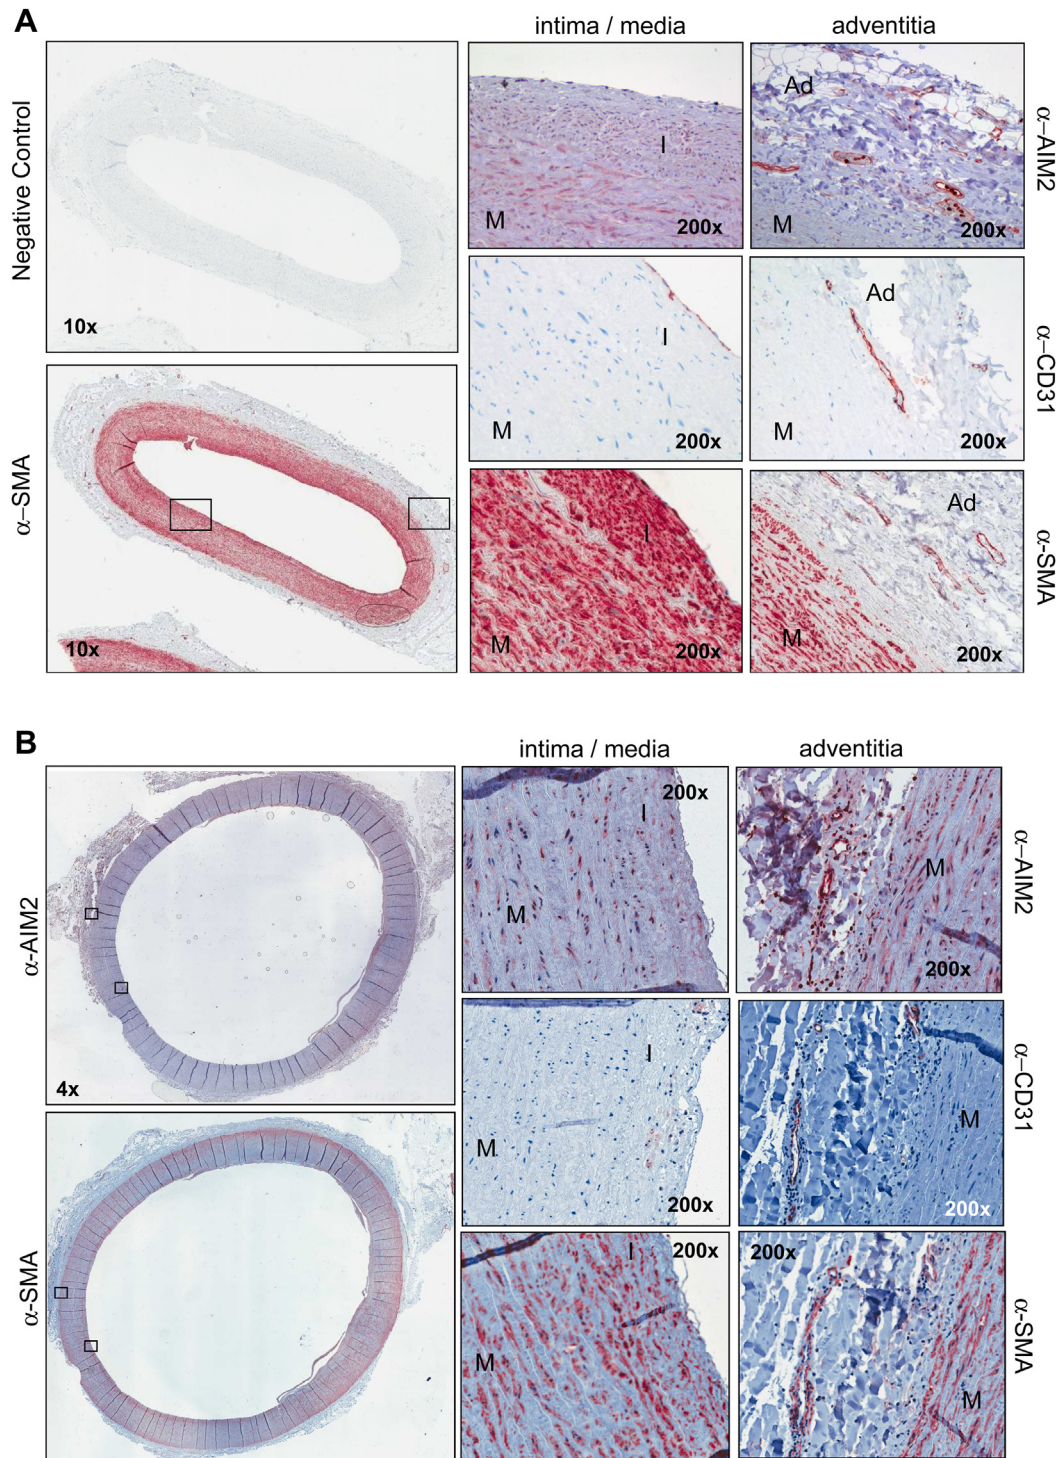 A
intima / media
adventitia
Negative Control
10x
I
M
200x
Ad
M
200x
α–AIM2
I
M
200x
Ad
M
200x
α–CD31
α–SMA
10x
I
M
200x
Ad
M
200x
α-SMA
B
intima / media
adventitia
α-AIM2
4x
200x
I
M
M
200x
α-AIM2
I
M
200x
M
200x
α-CD31
α-SMA
I
200x
M
200x
M
α-SMA